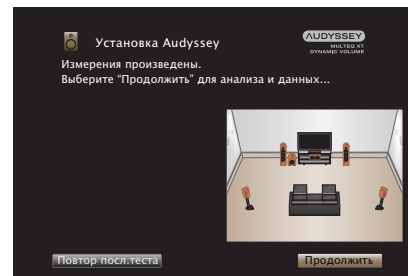 Установка Audyssey
AUDYSSEY
MULTEQ XT
DYNAMIC VOLUME
Измерения произведены.
Выберите “Продолжить” для анализа и данных...
Повтор посл.теста
Продолжить